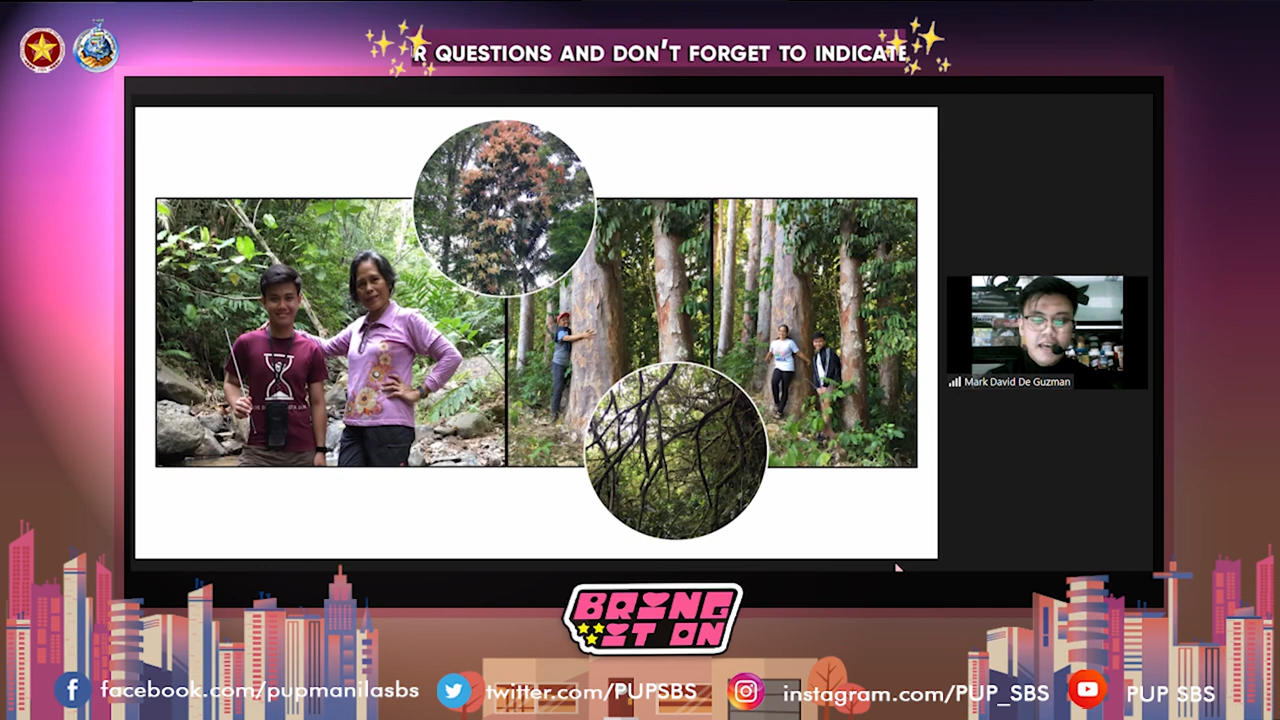 R QUESTIONS AND DON'T FORGET TO INDICATE
Mark David De Guzman
BRING
IT ON
facebook.com/pupmanilasbs
twitter.com/PUPSBS
instagram.com/PUP_SBS
PUP SBS